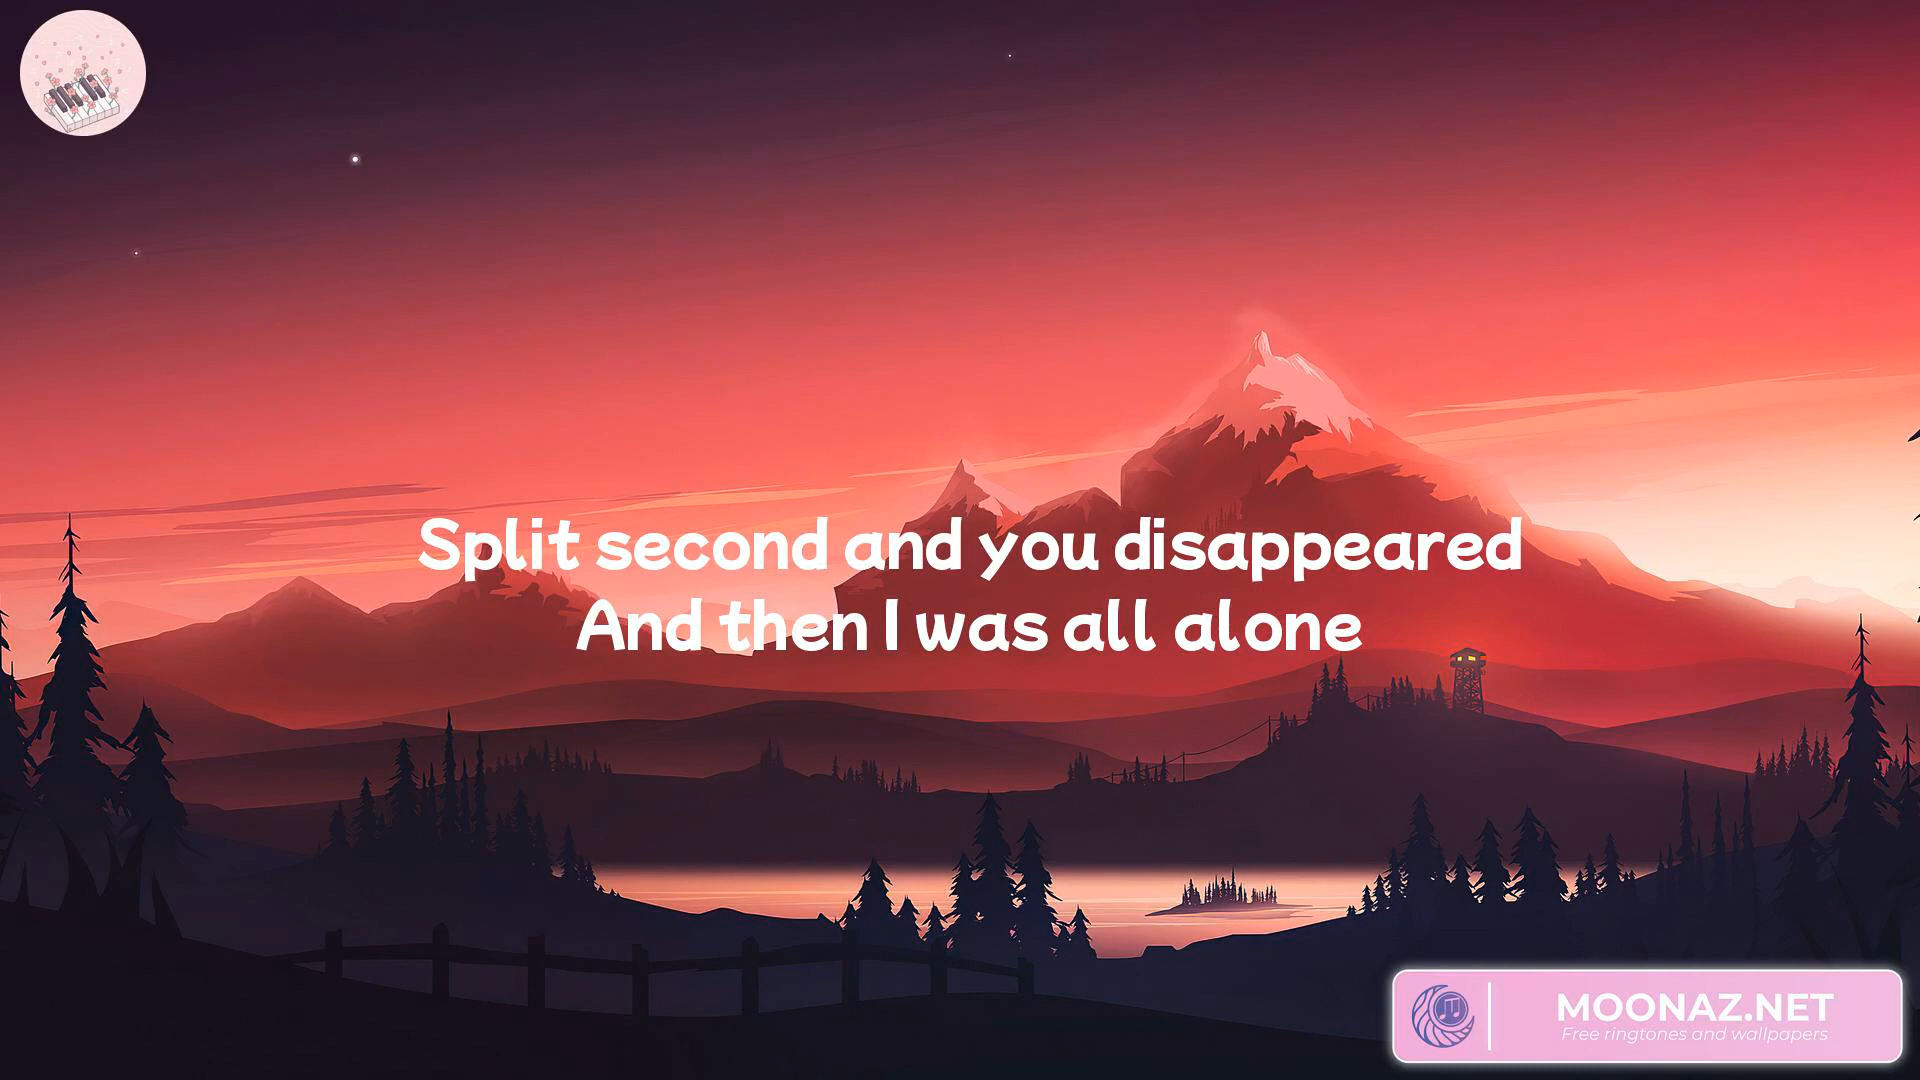 Split second and you disappeared
And then I was all alone
MOONAZ.NET
Free ringtones and wallpapers